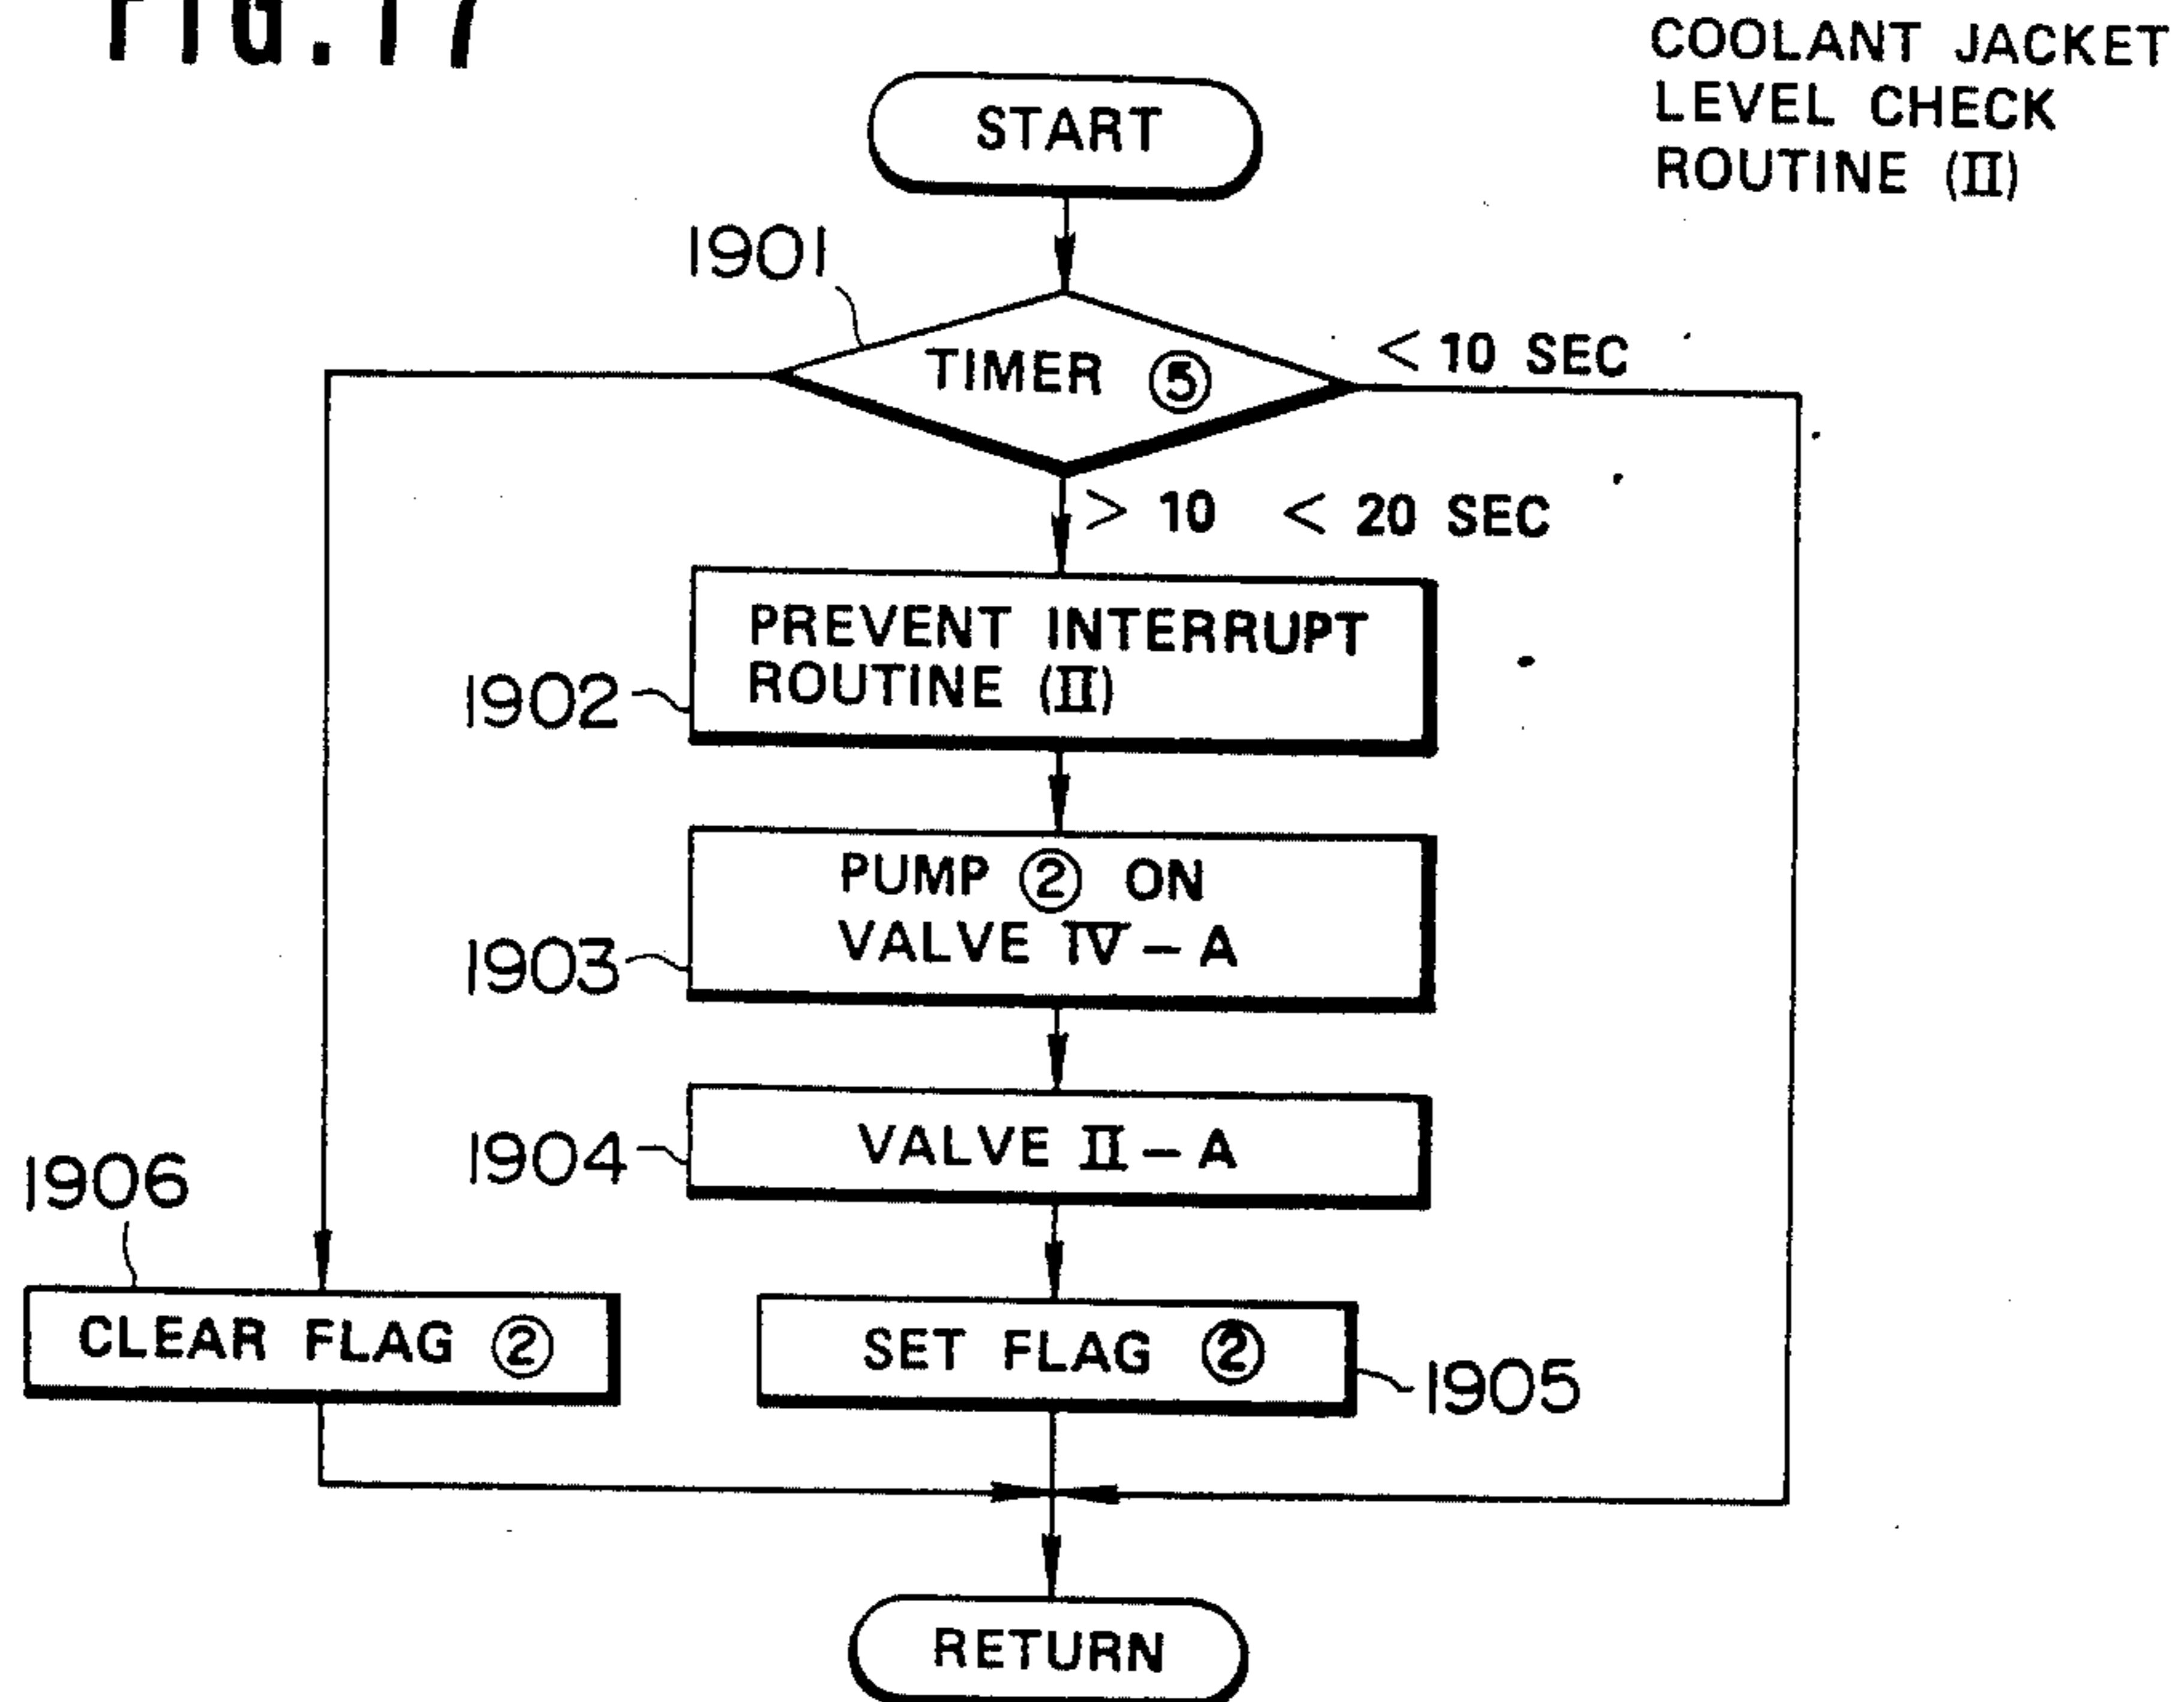 FIG. 17
COOLANT JACKET
LEVEL CHECK
ROUTINE (II)
START
1901
TIMER ⑤
< 10 SEC
> 10 < 20 SEC
PREVENT INTERRUPT
ROUTINE (II)
1902
PUMP ② ON
VALVE IV - A
1903
VALVE II - A
1904
1906
CLEAR FLAG ②
SET FLAG ②
1905
RETURN